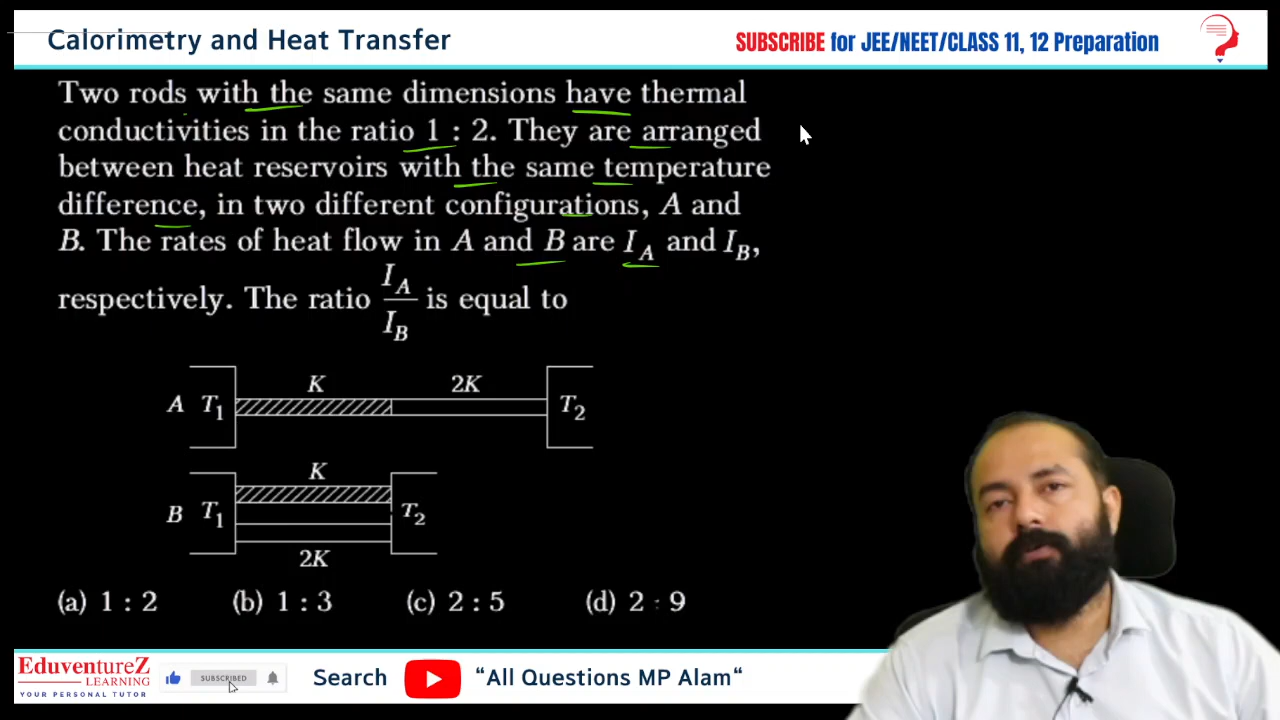 Calorimetry and Heat Transfer
SUBSCRIBE for JEE/NEET/CLASS 11, 12 Preparation
Two rods with the same dimensions have thermal
conductivities in the ratio 1 : 2. They are arranged
between heat reservoirs with the same temperature
difference, in two different configurations, A and
B. The rates of heat flow in A and B are I_A and I_B,
respectively. The ratio I_A/I_B is equal to
K 2K
A T₁ T₂
K
B T₁ T₂
2K
(a) 1 : 2 (b) 1 : 3 (c) 2 : 5 (d) 2 : 9
EduventureZ
LEARNING
YOUR PERSONAL TUTOR
SUBSCRIBED
Search "All Questions MP Alam"